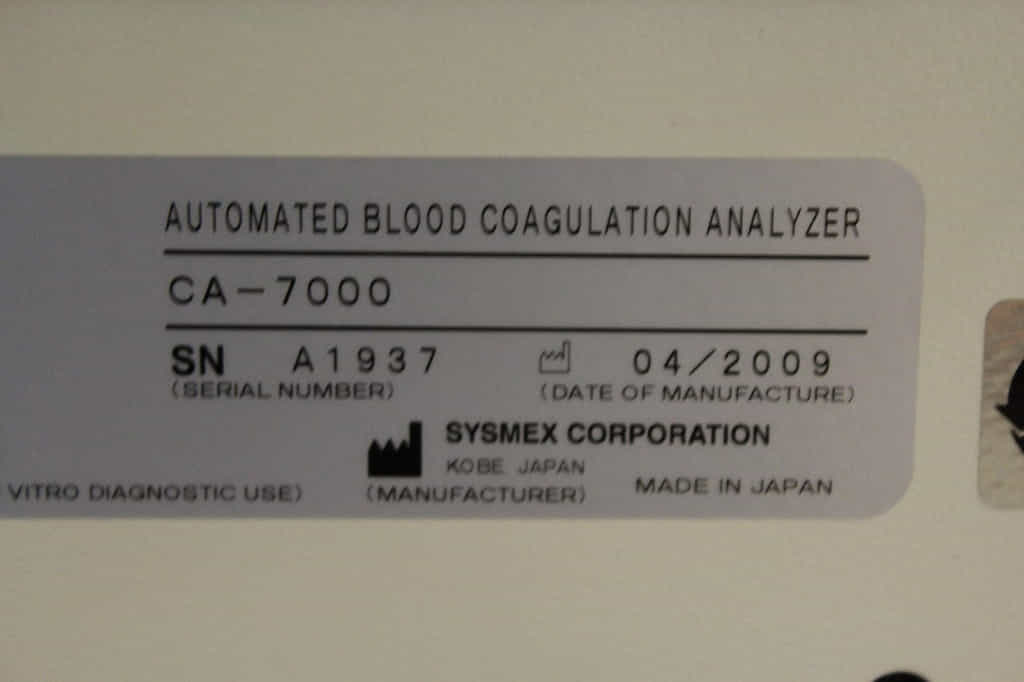 AUTOMATED BLOOD COAGULATION ANALYZER
CA-7000
SN A1937 04/2009
(SERIAL NUMBER) (DATE OF MANUFACTURE)
SYSMEX CORPORATION
KOBE JAPAN
VITRO DIAGNOSTIC USE) (MANUFACTURER) MADE IN JAPAN